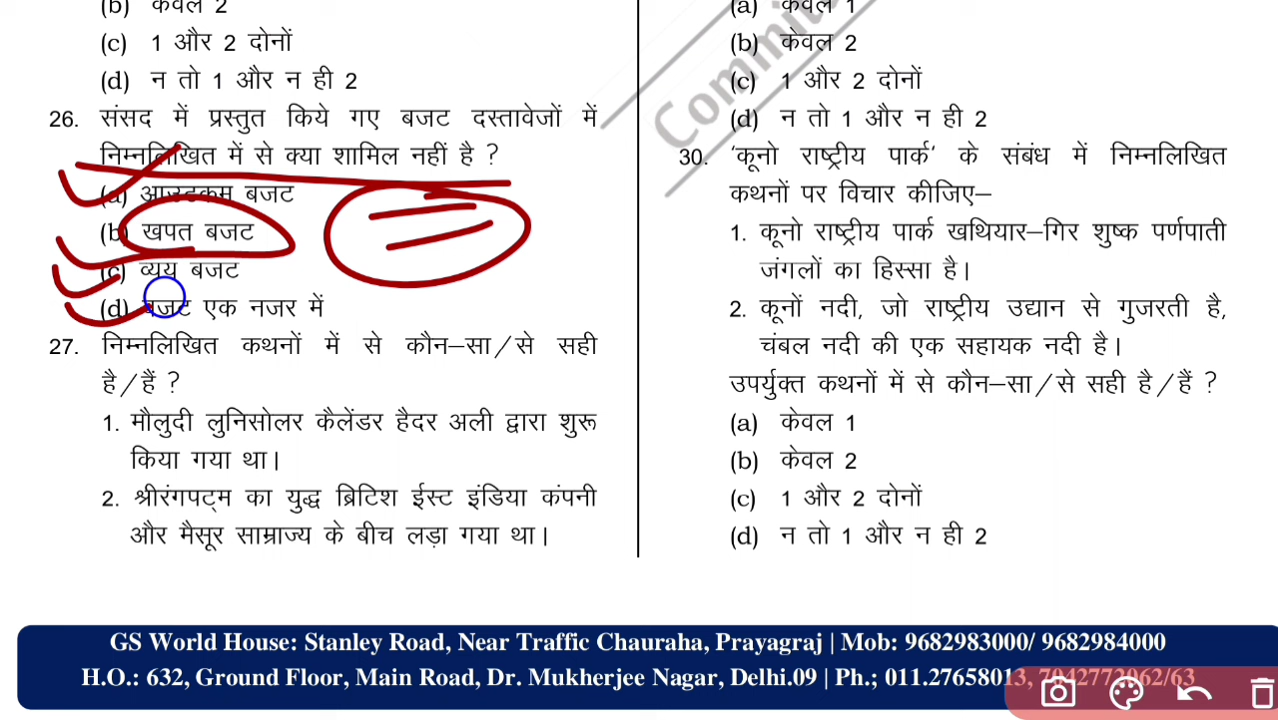 (b) केवल 2
(c) 1 और 2 दोनों
(d) न तो 1 और न ही 2
26. संसद में प्रस्तुत किये गए बजट दस्तावेजों में
निम्नलिखित में से क्या शामिल नहीं है ?
(a) आउटकम बजट
(b) खपत बजट
(c) व्यय बजट
(d) बजट एक नजर में
27. निम्नलिखित कथनों में से कौन–सा/से सही
है/हैं ?
1. मौलुदी लुनिसोलर कैलेंडर हैदर अली द्वारा शुरू
किया गया था।
2. श्रीरंगपट्म का युद्ध ब्रिटिश ईस्ट इंडिया कंपनी
और मैसूर साम्राज्य के बीच लड़ा गया था।
(a) केवल 1
(b) केवल 2
(c) 1 और 2 दोनों
(d) न तो 1 और न ही 2
30. ‘कूनो राष्ट्रीय पार्क’ के संबंध में निम्नलिखित
कथनों पर विचार कीजिए–
1. कूनो राष्ट्रीय पार्क खथियार–गिर शुष्क पर्णपाती
जंगलों का हिस्सा है।
2. कूनों नदी, जो राष्ट्रीय उद्यान से गुजरती है,
चंबल नदी की एक सहायक नदी है।
उपर्युक्त कथनों में से कौन–सा/से सही है/हैं ?
(a) केवल 1
(b) केवल 2
(c) 1 और 2 दोनों
(d) न तो 1 और न ही 2
GS World House: Stanley Road, Near Traffic Chauraha, Prayagraj | Mob: 9682983000/ 9682984000
H.O.: 632, Ground Floor, Main Road, Dr. Mukherjee Nagar, Delhi.09 | Ph.; 011.27658013, 7042772062/63